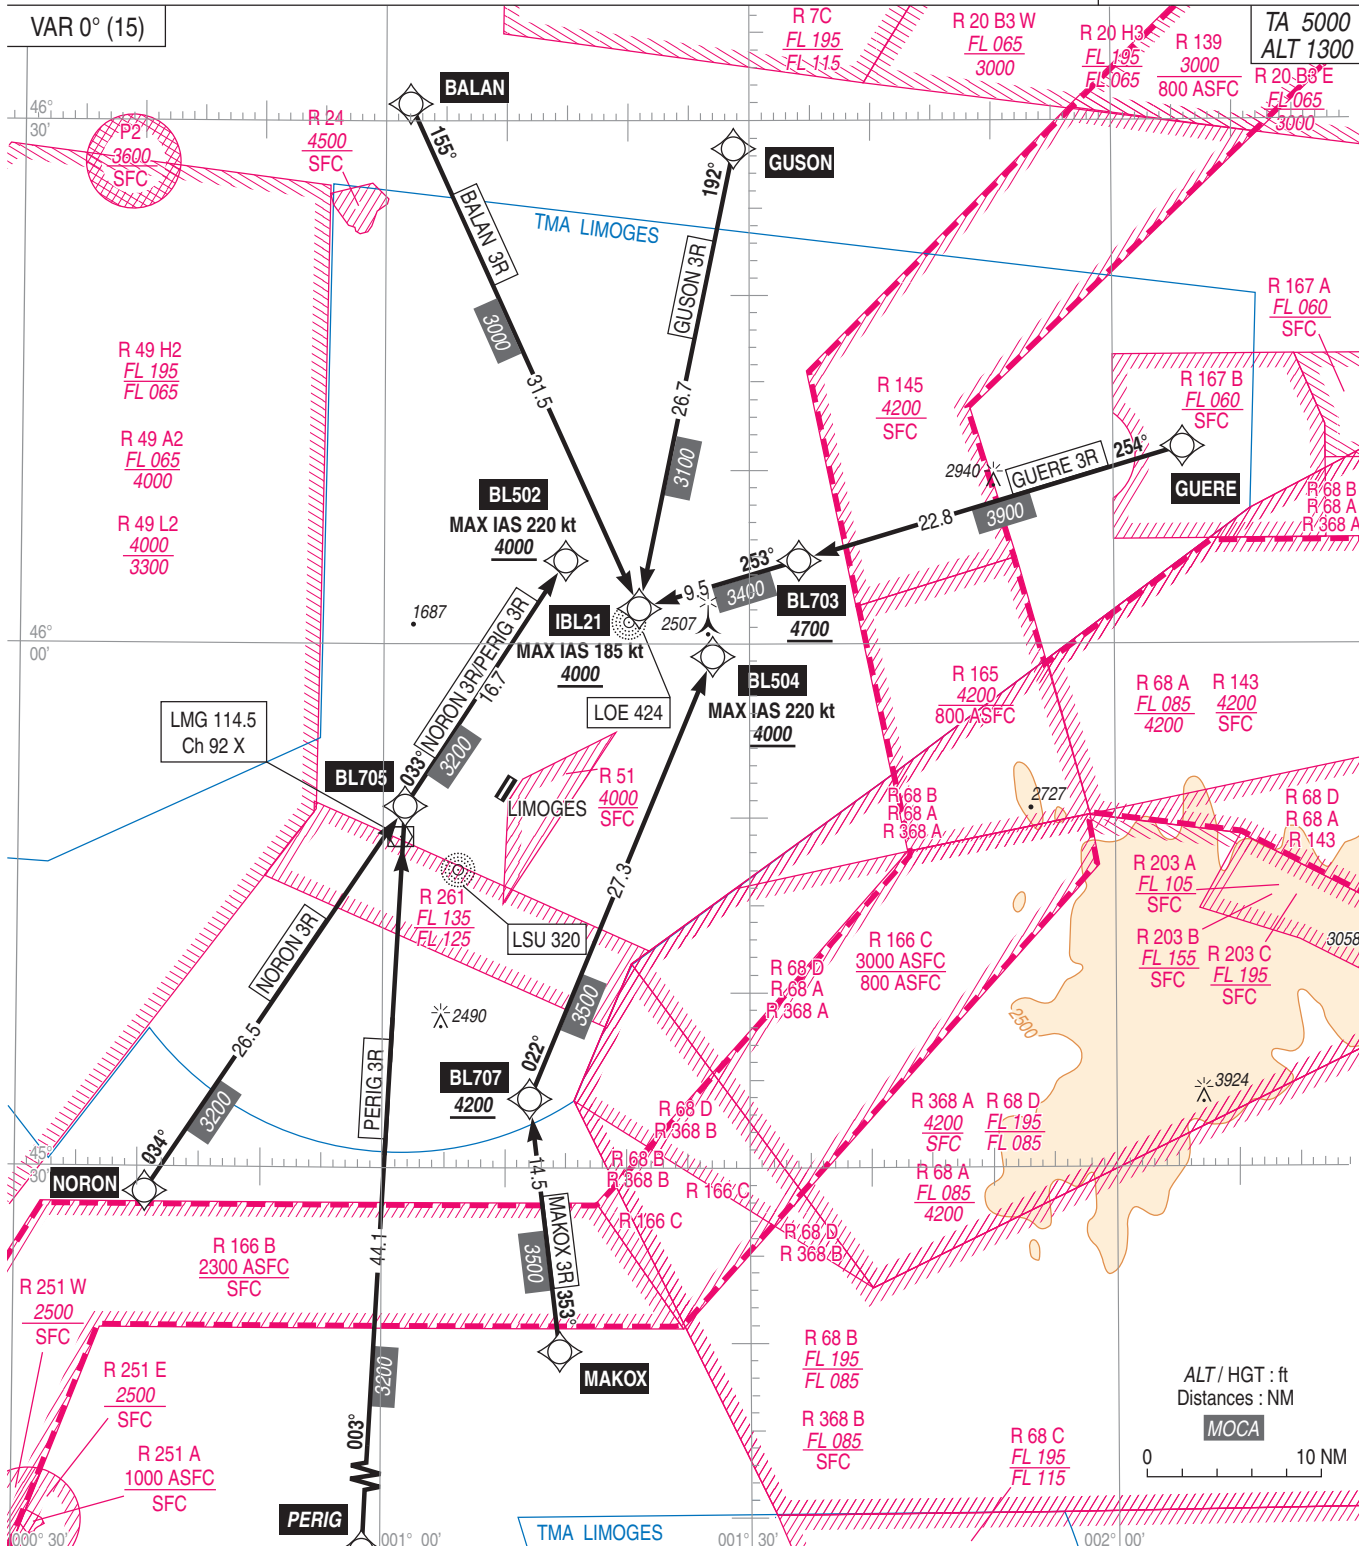 VAR 0° (15)
TA 5000
ALT 1300
R 7C
FL 195
FL 115
R 20 B3 W
FL 065
3000
R 20 H3
FL 195
FL 065
R 139
3000
800 ASFC
R 20 B3 E
FL 065
3000
46°
30'
P2
3600
SFC
R 24
4500
SFC
BALAN
155°
BALAN 3R
3000
31.5
GUSON
192°
GUSON 3R
26.7
3100
TMA LIMOGES
R 167 A
FL 060
SFC
R 49 H2
FL 195
FL 065
R 49 A2
FL 065
4000
R 49 L2
4000
3300
R 145
4200
SFC
R 167 B
FL 060
SFC
2940
GUERE 3R
254°
GUERE
22.8
3900
R 68 B
R 68 A
R 368 A
BL502
MAX IAS 220 kt
4000
253°
9.5
3400
BL703
4700
1687
IBL21
MAX IAS 185 kt
4000
2507
46°
00'
BL504
MAX IAS 220 kt
4000
LOE 424
NORON 3R/PERIG 3R
16.7
3200
033°
LMG 114.5
Ch 92 X
BL705
LIMOGES
R 51
4000
SFC
R 165
4200
800 ASFC
R 68 A
FL 085
4200
R 143
4200
SFC
2727
R 68 B
R 68 A
R 368 A
R 68 D
R 68 A
R 143
R 203 A
FL 105
SFC
R 203 B
FL 155
SFC
R 203 C
FL 195
SFC
3058
R 261
FL 135
FL 125
LSU 320
27.3
3500
022°
R 166 C
3000 ASFC
800 ASFC
R 68 D
R 68 A
R 368 A
2500
NORON 3R
26.5
3200
034°
2490
PERIG 3R
BL707
4200
3924
R 368 A
4200
SFC
R 68 D
FL 195
FL 085
R 68 A
FL 085
4200
R 68 D
R 368 B
R 68 B
R 368 B
R 166 C
R 166 C
R 68 D
R 368 B
45°
30'
NORON
14.5
MAKOX 3R
3500
353°
MAKOX
44.1
3200
003°
PERIG
R 166 B
2300 ASFC
SFC
R 251 W
2500
SFC
R 251 E
2500
SFC
R 251 A
1000 ASFC
SFC
R 68 B
FL 195
FL 085
R 368 B
FL 085
SFC
R 68 C
FL 195
FL 115
ALT / HGT : ft
Distances : NM
MOCA
0 10 NM
000° 30'
001° 00'
TMA LIMOGES
001° 30'
002° 00'